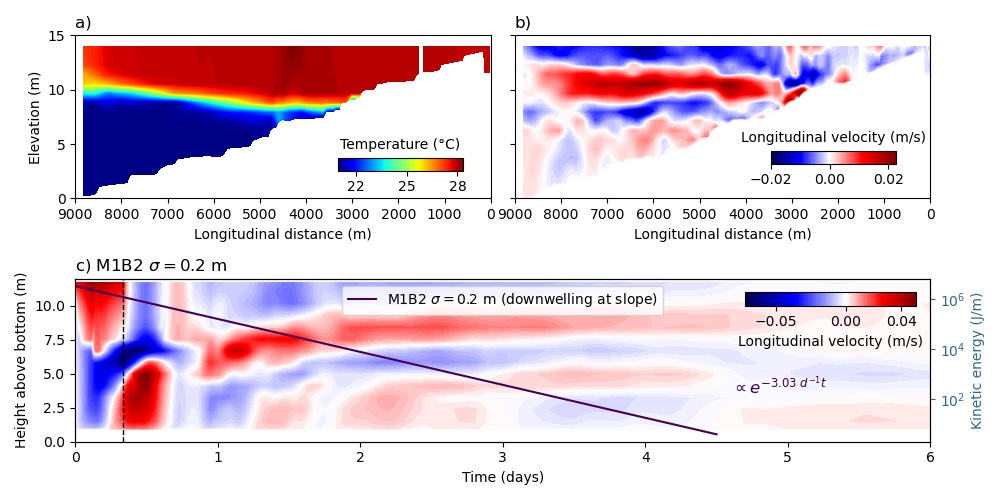 a)
b)
15
10
5
0
Elevation (m)
Temperature (°C)
22 25 28
Longitudinal velocity (m/s)
−0.02 0.00 0.02
9000 8000 7000 6000 5000 4000 3000 2000 1000 0
9000 8000 7000 6000 5000 4000 3000 2000 1000 0
Longitudinal distance (m)
Longitudinal distance (m)
c) M1B2 σ = 0.2 m
M1B2 σ = 0.2 m (downwelling at slope)
−0.05 0.00 0.04
Longitudinal velocity (m/s)
∝ e^{−3.03 d^{−1}t}
10.0
7.5
5.0
2.5
0.0
Height above bottom (m)
10^6
10^4
10^2
Kinetic energy (J/m)
0 1 2 3 4 5 6
Time (days)